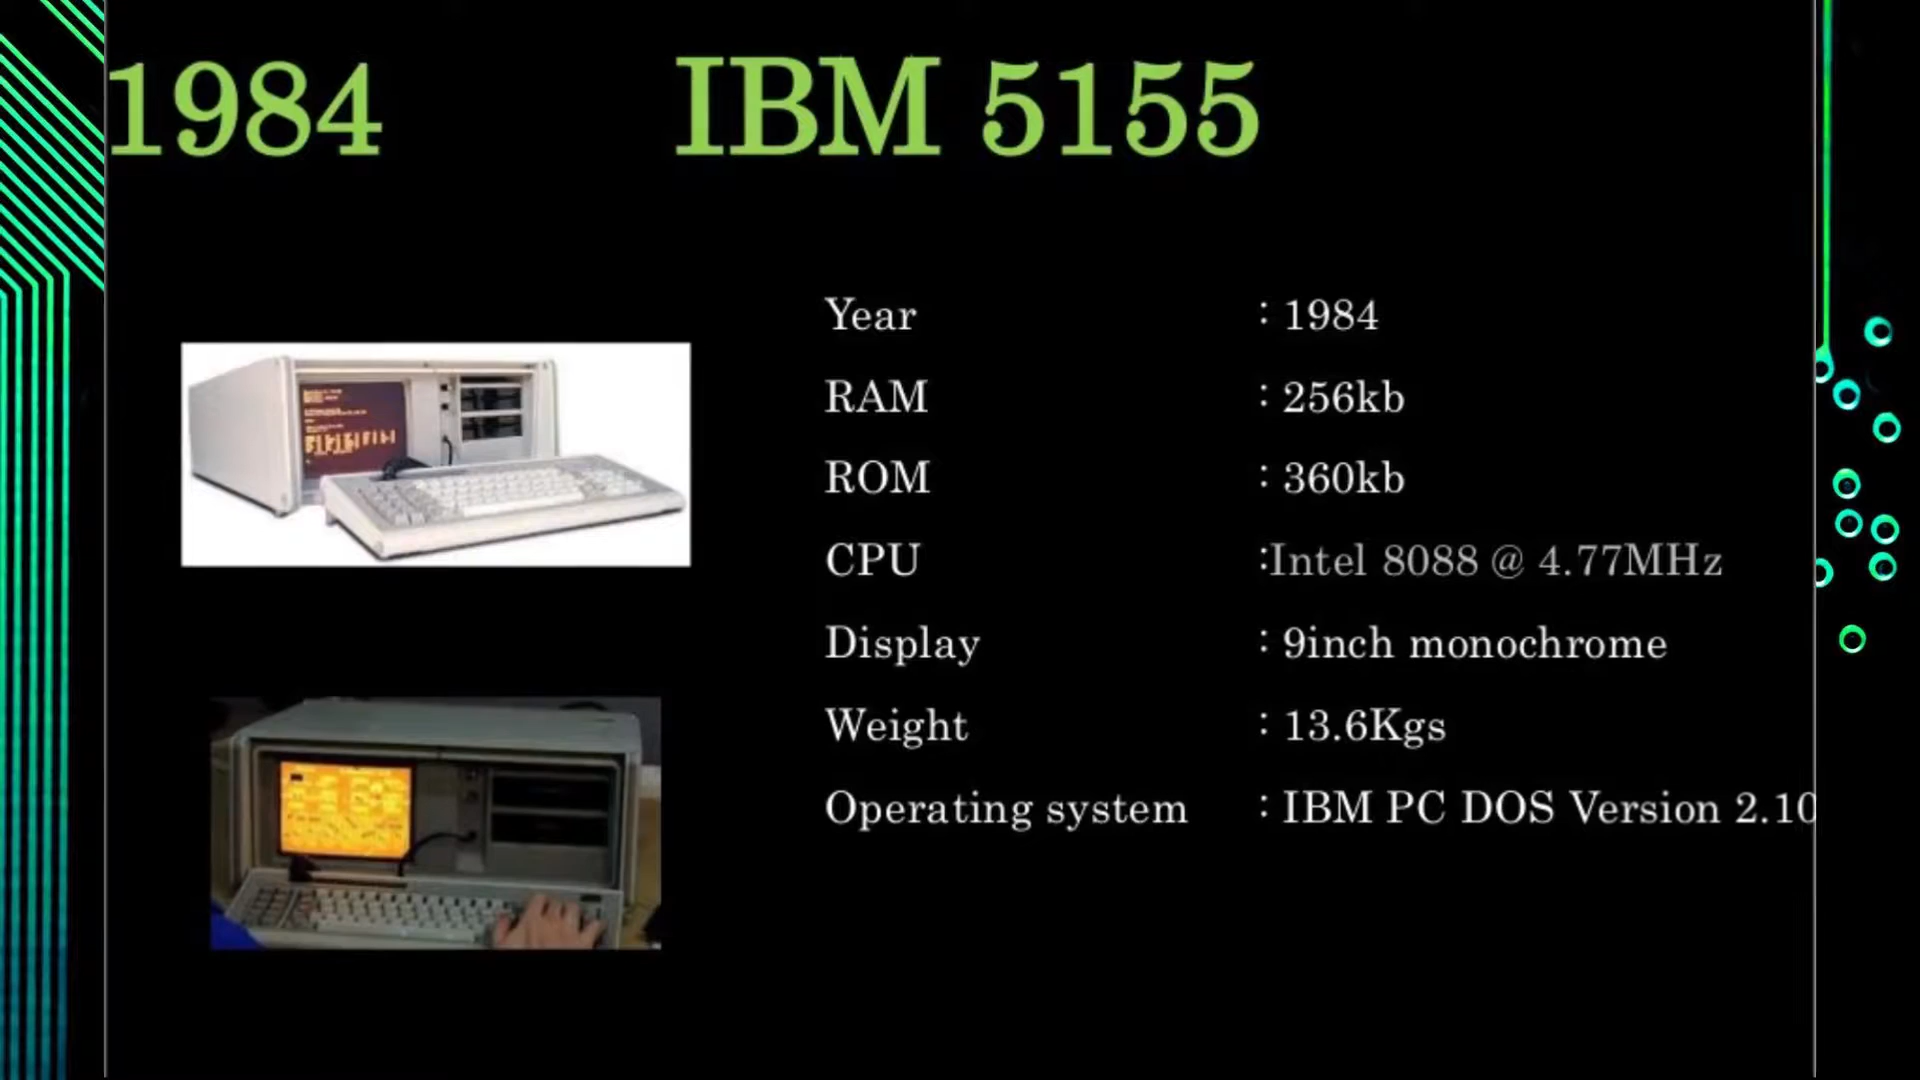 1984 IBM 5155
Year : 1984
RAM : 256kb
ROM : 360kb
CPU :Intel 8088 @ 4.77MHz
Display : 9inch monochrome
Weight : 13.6Kgs
Operating system : IBM PC DOS Version 2.10